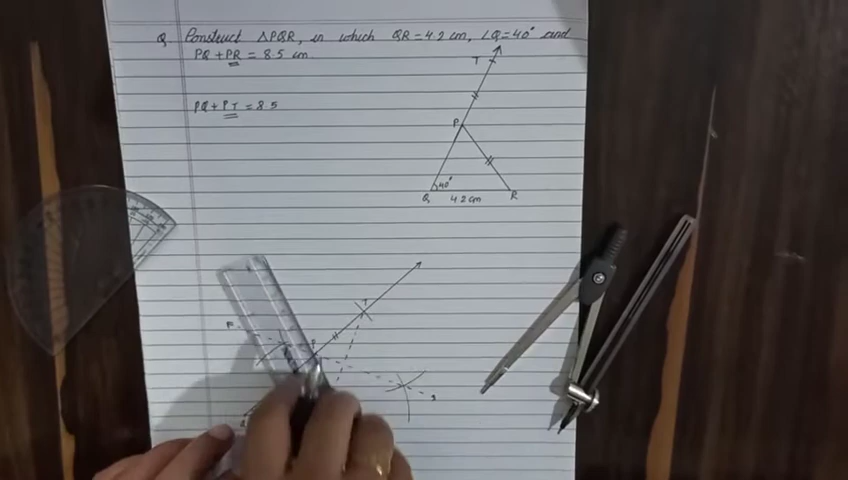 Q. Construct △PQR, in which QR = 4.2 cm, ∠Q = 40° and
PQ + PR = 8.5 cm.
T
PQ + PT = 8.5
P
40°
Q 4.2 cm R
T
P